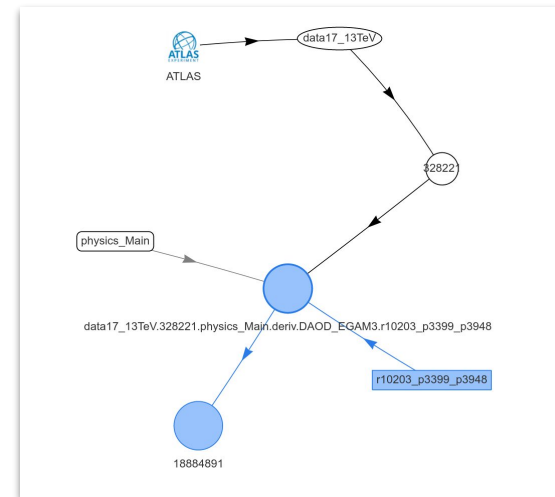 data17_13TeV
ATLAS
EXPERIMENT
ATLAS
328221
physics_Main
data17_13TeV.328221.physics_Main.deriv.DAOD_EGAM3.r10203_p3399_p3948
r10203_p3399_p3948
18884891